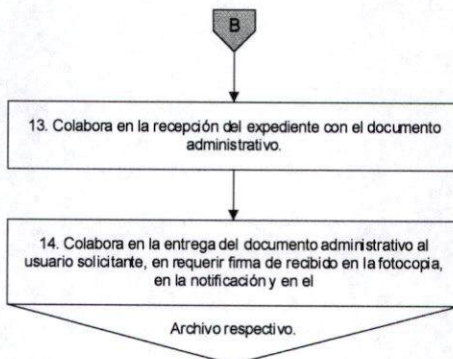 B
13. Colabora en la recepción del expediente con el documento
administrativo.
14. Colabora en la entrega del documento administrativo al
usuario solicitante, en requerir firma de recibido en la fotocopia,
en la notificación y en el
Archivo respectivo.